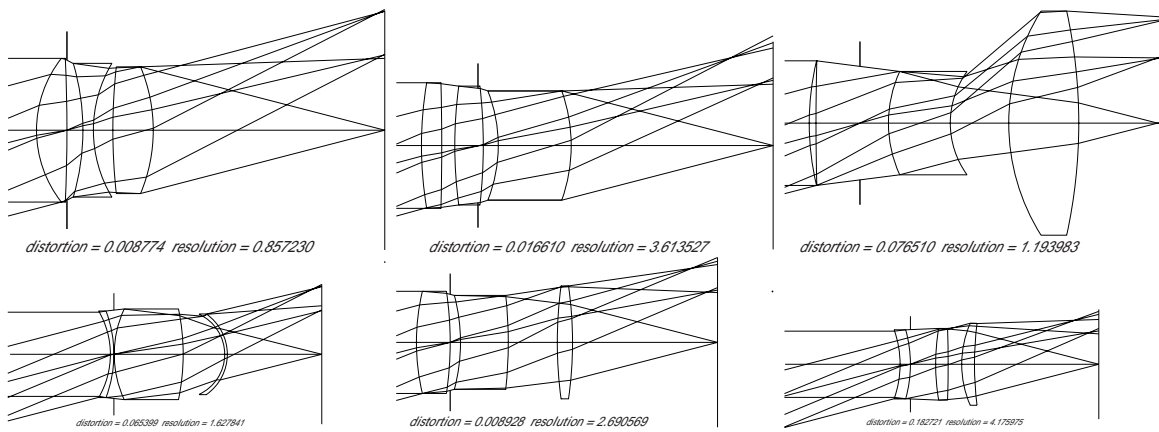 distortion = 0.008774 resolution = 0.857230
distortion = 0.016610 resolution = 3.613527
distortion = 0.076510 resolution = 1.193983
distortion = 0.065399 resolution = 1.627841
distortion = 0.008928 resolution = 2.690569
distortion = 0.182721 resolution = 4.175975